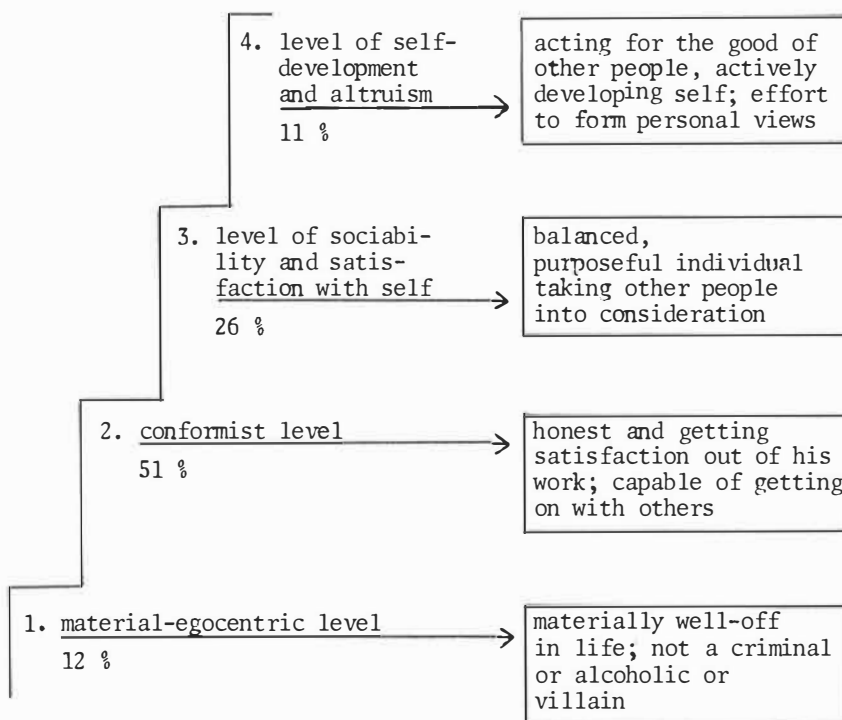 4. level of self-
development
and altruism
11 %
acting for the good of
other people, actively
developing self; effort
to form personal views
3. level of sociabi-
lity and satis-
faction with self
26 %
balanced,
purposeful individual
taking other people
into consideration
2. conformist level
51 %
honest and getting
satisfaction out of his
work; capable of getting
on with others
1. material-egocentric level
12 %
materially well-off
in life; not a criminal
or alcoholic or
villain